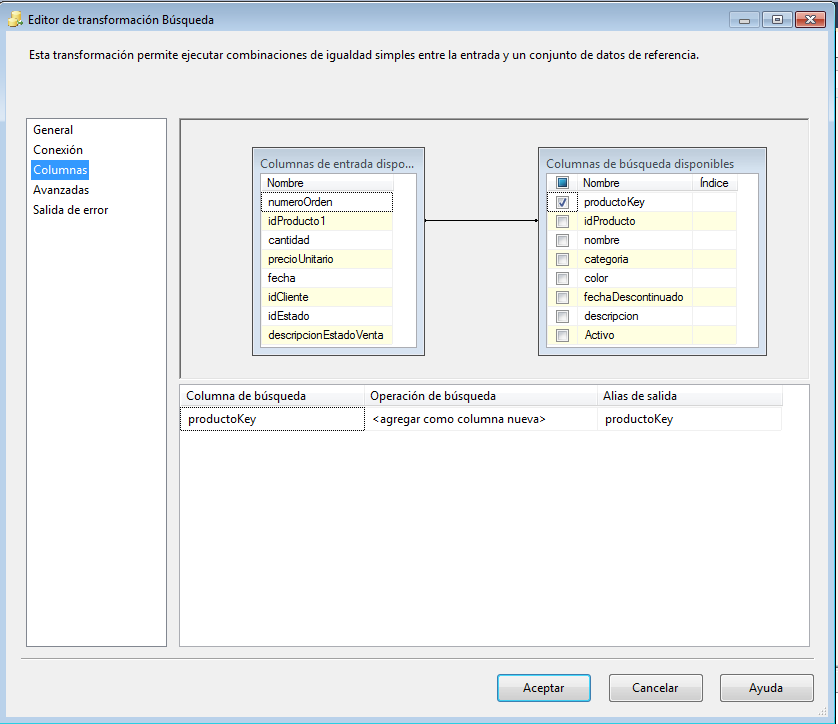 Editor de transformación Búsqueda
Esta transformación permite ejecutar combinaciones de igualdad simples entre la entrada y un conjunto de datos de referencia.
General
Conexión
Columnas
Avanzadas
Salida de error
Columnas de entrada dispo...
Nombre
numeroOrden
idProducto1
cantidad
precioUnitario
fecha
idCliente
idEstado
descripcionEstadoVenta
Columnas de búsqueda disponibles
Nombre Índice
productoKey
idProducto
nombre
categoria
color
fechaDescontinuado
descripcion
Activo
Columna de búsqueda Operación de búsqueda Alias de salida
productoKey <agregar como columna nueva> productoKey
Aceptar Cancelar Ayuda